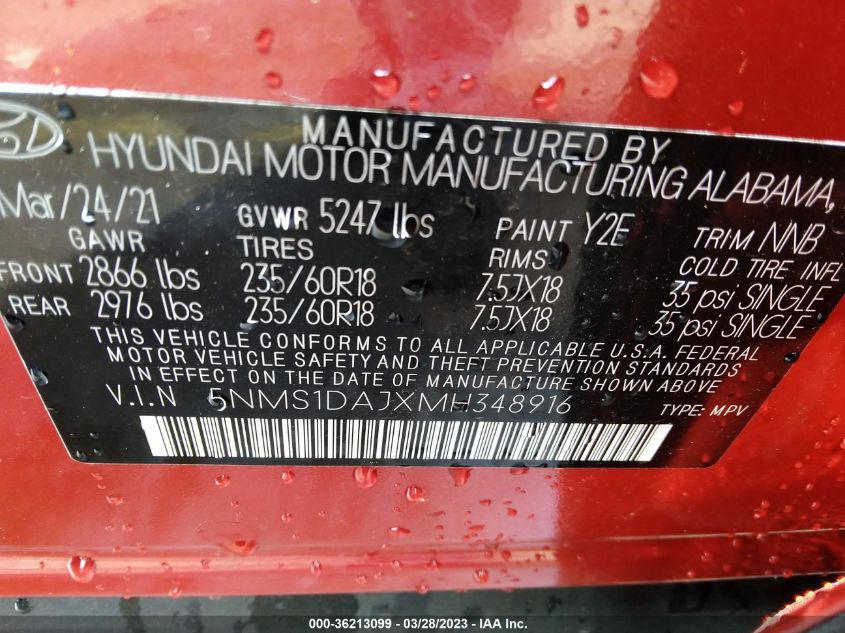 MANUFACTURED BY
HYUNDAI MOTOR MANUFACTURING ALABAMA,
Mar/24/21 GVWR 5247 lbs PAINT Y2E TRIM NNB
GAWR TIRES RIMS COLD TIRE INFL
FRONT 2866 lbs 235/60R18 7.5JX18 35 psi SINGLE
REAR 2976 lbs 235/60R18 7.5JX18 35 psi SINGLE
THIS VEHICLE CONFORMS TO ALL APPLICABLE U.S.A. FEDERAL
MOTOR VEHICLE SAFETY AND THEFT PREVENTION STANDARDS
IN EFFECT ON THE DATE OF MANUFACTURE SHOWN ABOVE
V.I.N 5NMS1DAJXMH348916 TYPE: MPV
000-36213099 - 03/28/2023 - IAA Inc.